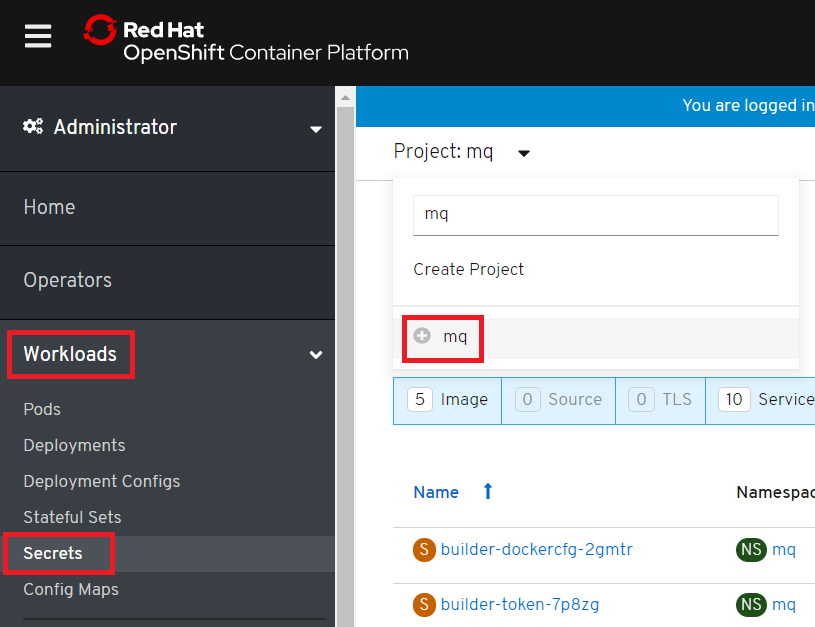 Red Hat
OpenShift Container Platform
Administrator
Home
Operators
Workloads
Pods
Deployments
Deployment Configs
Stateful Sets
Secrets
Config Maps
You are logged in
Project: mq
mq
Create Project
mq
5 Image 0 Source 0 TLS 10 Service
Name Namespac
S builder-dockercfg-2gmtr NS mq
S builder-token-7p8zg NS mq